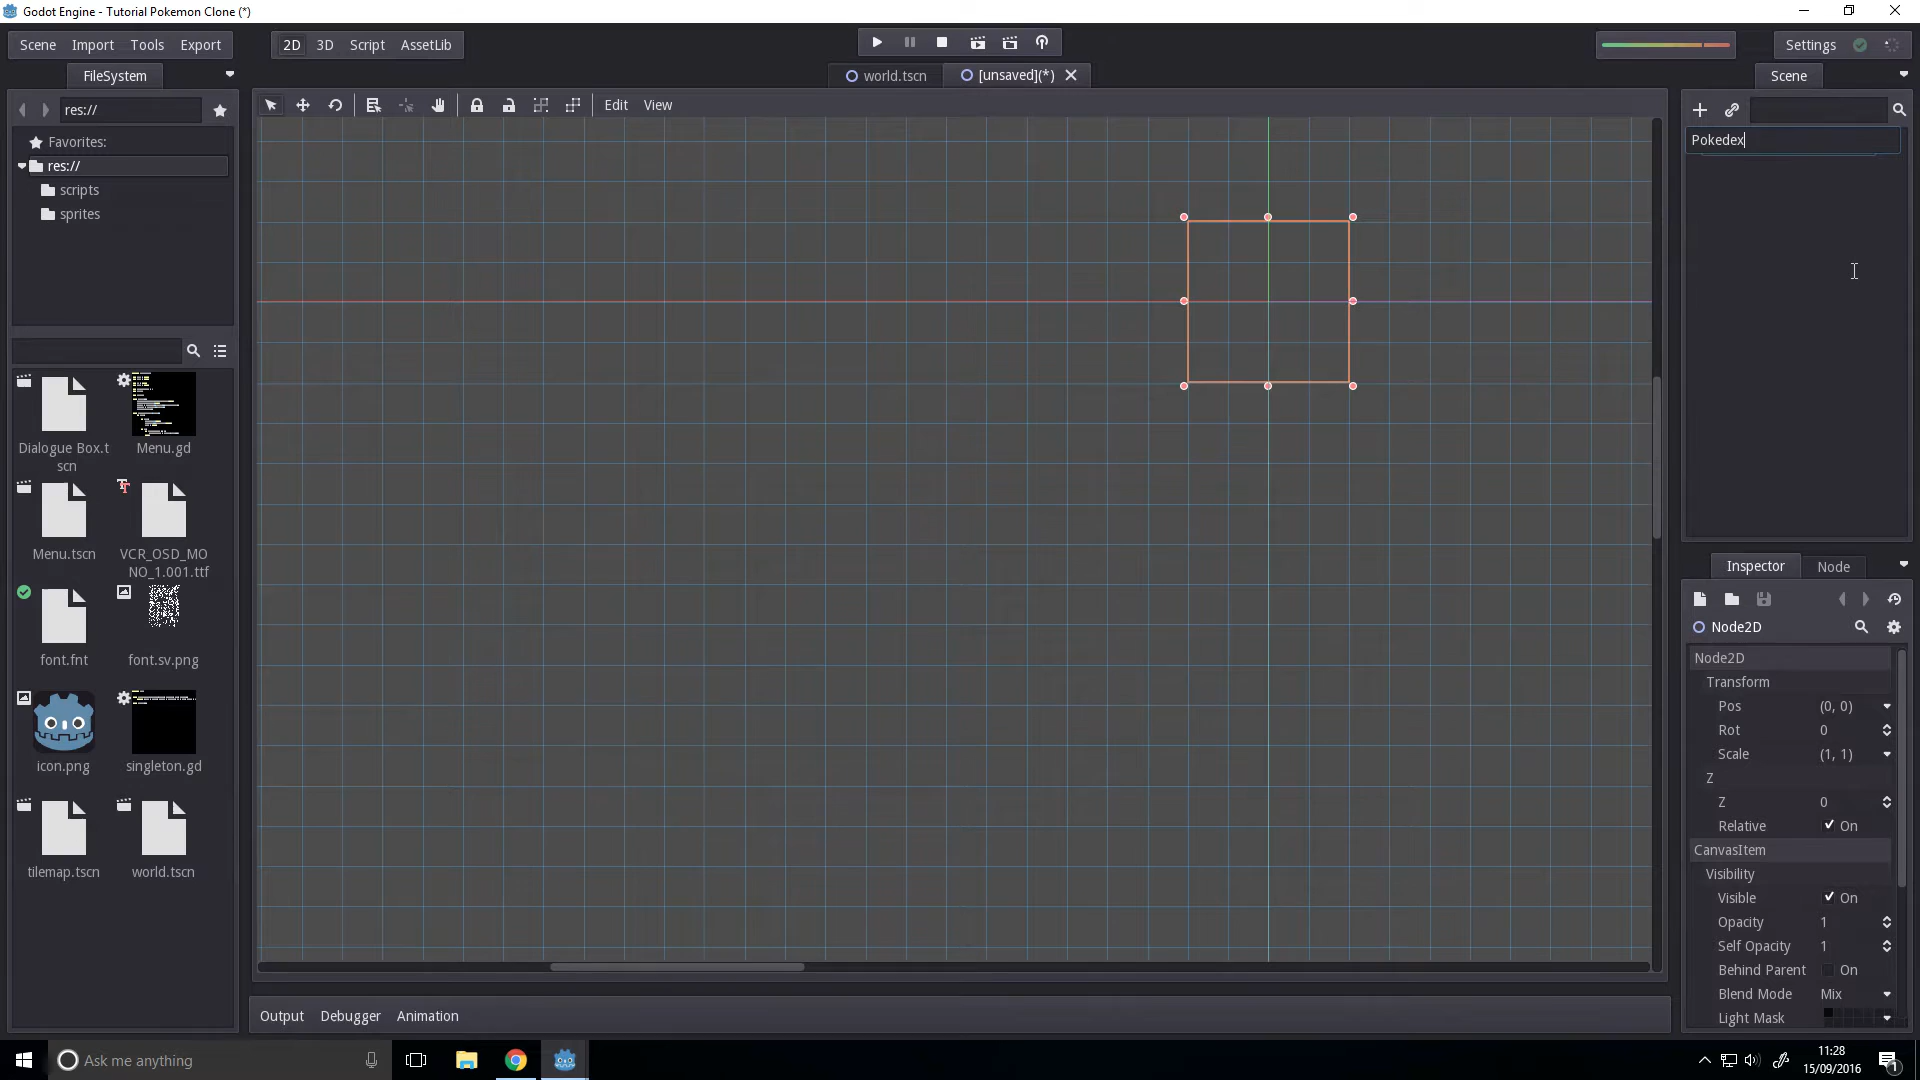 Godot Engine - Tutorial Pokemon Clone (*)
Scene Import Tools Export
2D 3D Script AssetLib
Settings
FileSystem
world.tscn
[unsaved](*)
Scene
res://
Edit View
Favorites:
res://
scripts
sprites
Pokedex
Dialogue Box.t
scn
Menu.gd
Menu.tscn
VCR_OSD_MO
NO_1.001.ttf
font.fnt
font.sv.png
icon.png
singleton.gd
tilemap.tscn
world.tscn
Inspector Node
Node2D
Node2D
Transform
Pos (0, 0)
Rot 0
Scale (1, 1)
Z
Z 0
Relative On
CanvasItem
Visibility
Visible On
Opacity 1
Self Opacity 1
Behind Parent On
Blend Mode Mix
Light Mask
Output Debugger Animation
Ask me anything
11:28
15/09/2016
1